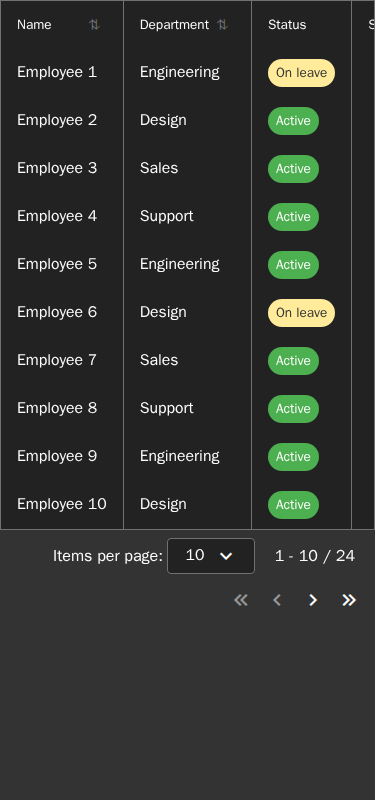 Name Department Status S
Employee 1 Engineering On leave
Employee 2 Design Active
Employee 3 Sales Active
Employee 4 Support Active
Employee 5 Engineering Active
Employee 6 Design On leave
Employee 7 Sales Active
Employee 8 Support Active
Employee 9 Engineering Active
Employee 10 Design Active
Items per page: 10 1 - 10 / 24